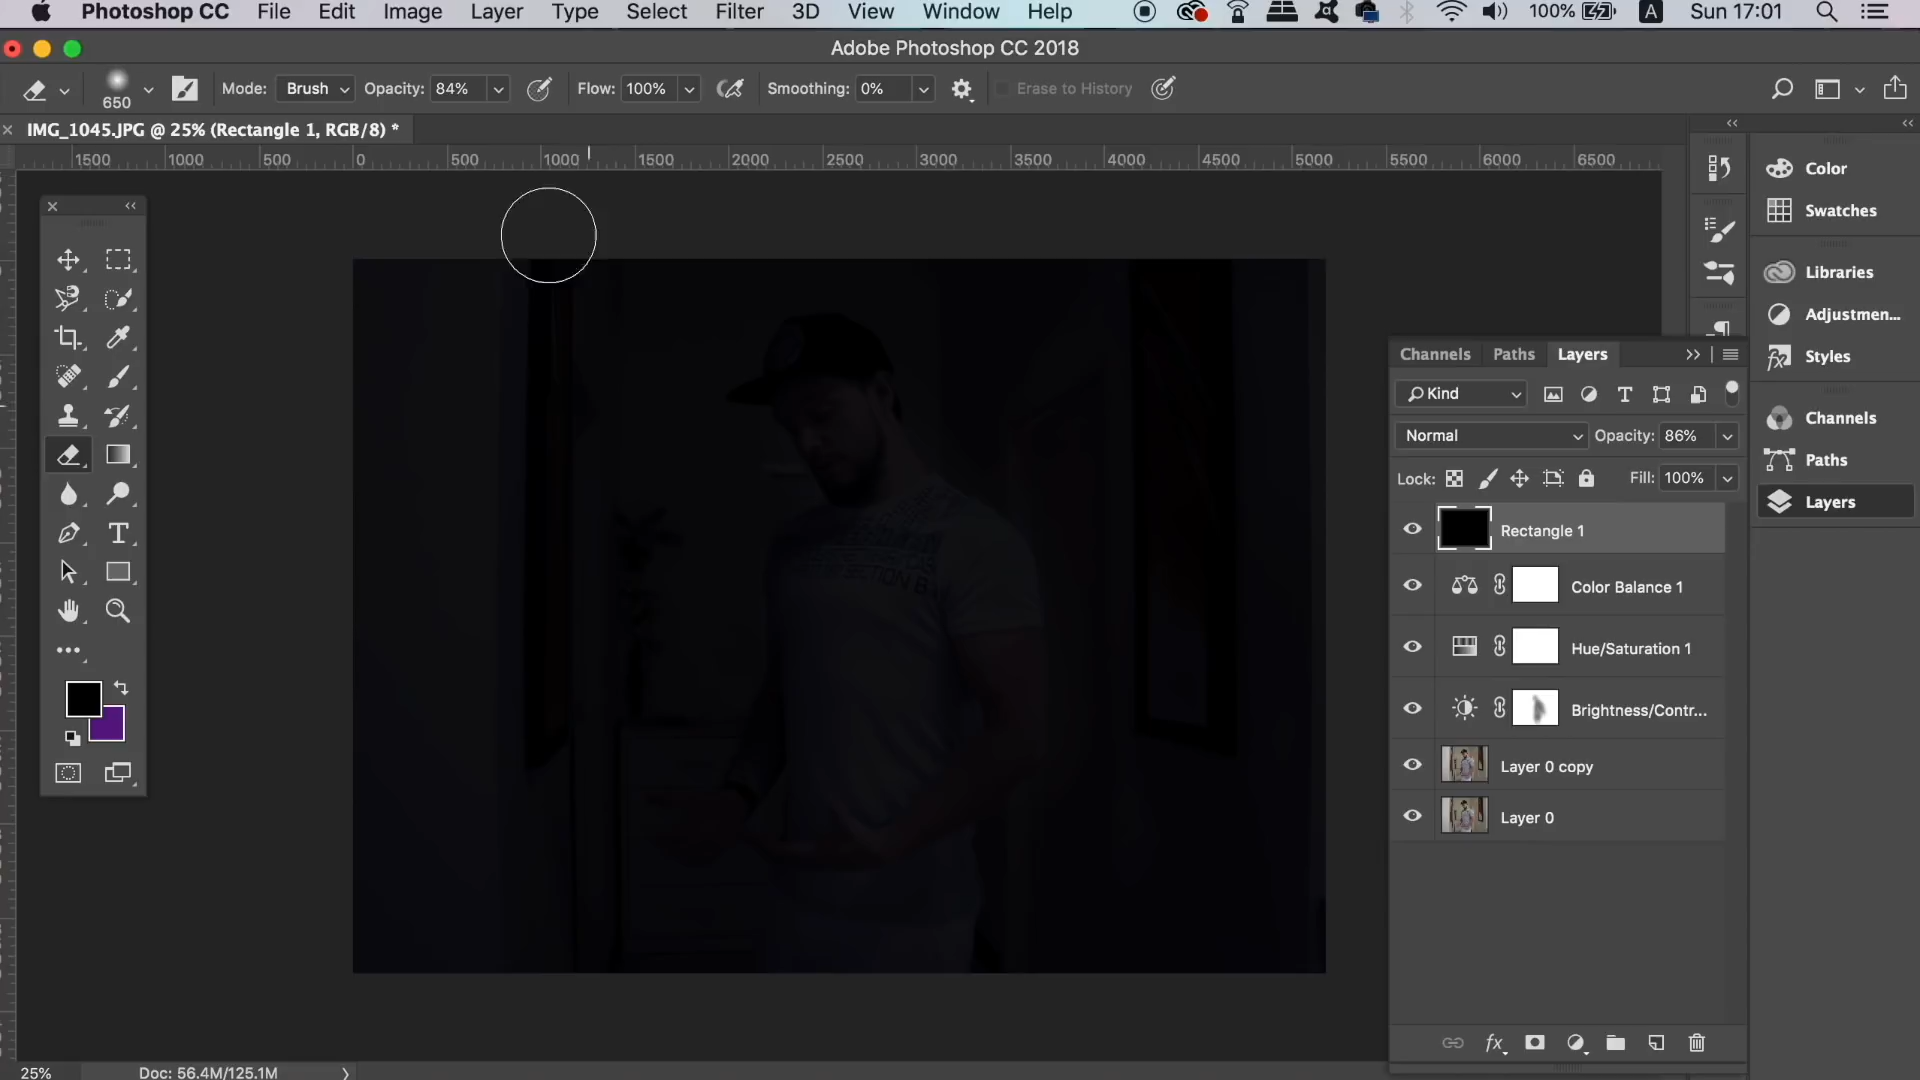 Photoshop CC File Edit Image Layer Type Select Filter 3D View Window Help 100% A Sun 17:01
Adobe Photoshop CC 2018
650 Mode: Brush Opacity: 84% Flow: 100% Smoothing: 0% Erase to History
IMG_1045.JPG @ 25% (Rectangle 1, RGB/8) *
1500 1000 500 0 500 1000 1500 2000 2500 3000 3500 4000 4500 5000 5500 6000 6500
Color
Swatches
Libraries
Adjustmen...
Styles
Channels
Paths
Layers
Channels Paths Layers
Kind
Normal Opacity: 86%
Lock: Fill: 100%
Rectangle 1
Color Balance 1
Hue/Saturation 1
Brightness/Contr...
Layer 0 copy
Layer 0
fx
25% Doc: 56.4M/125.1M